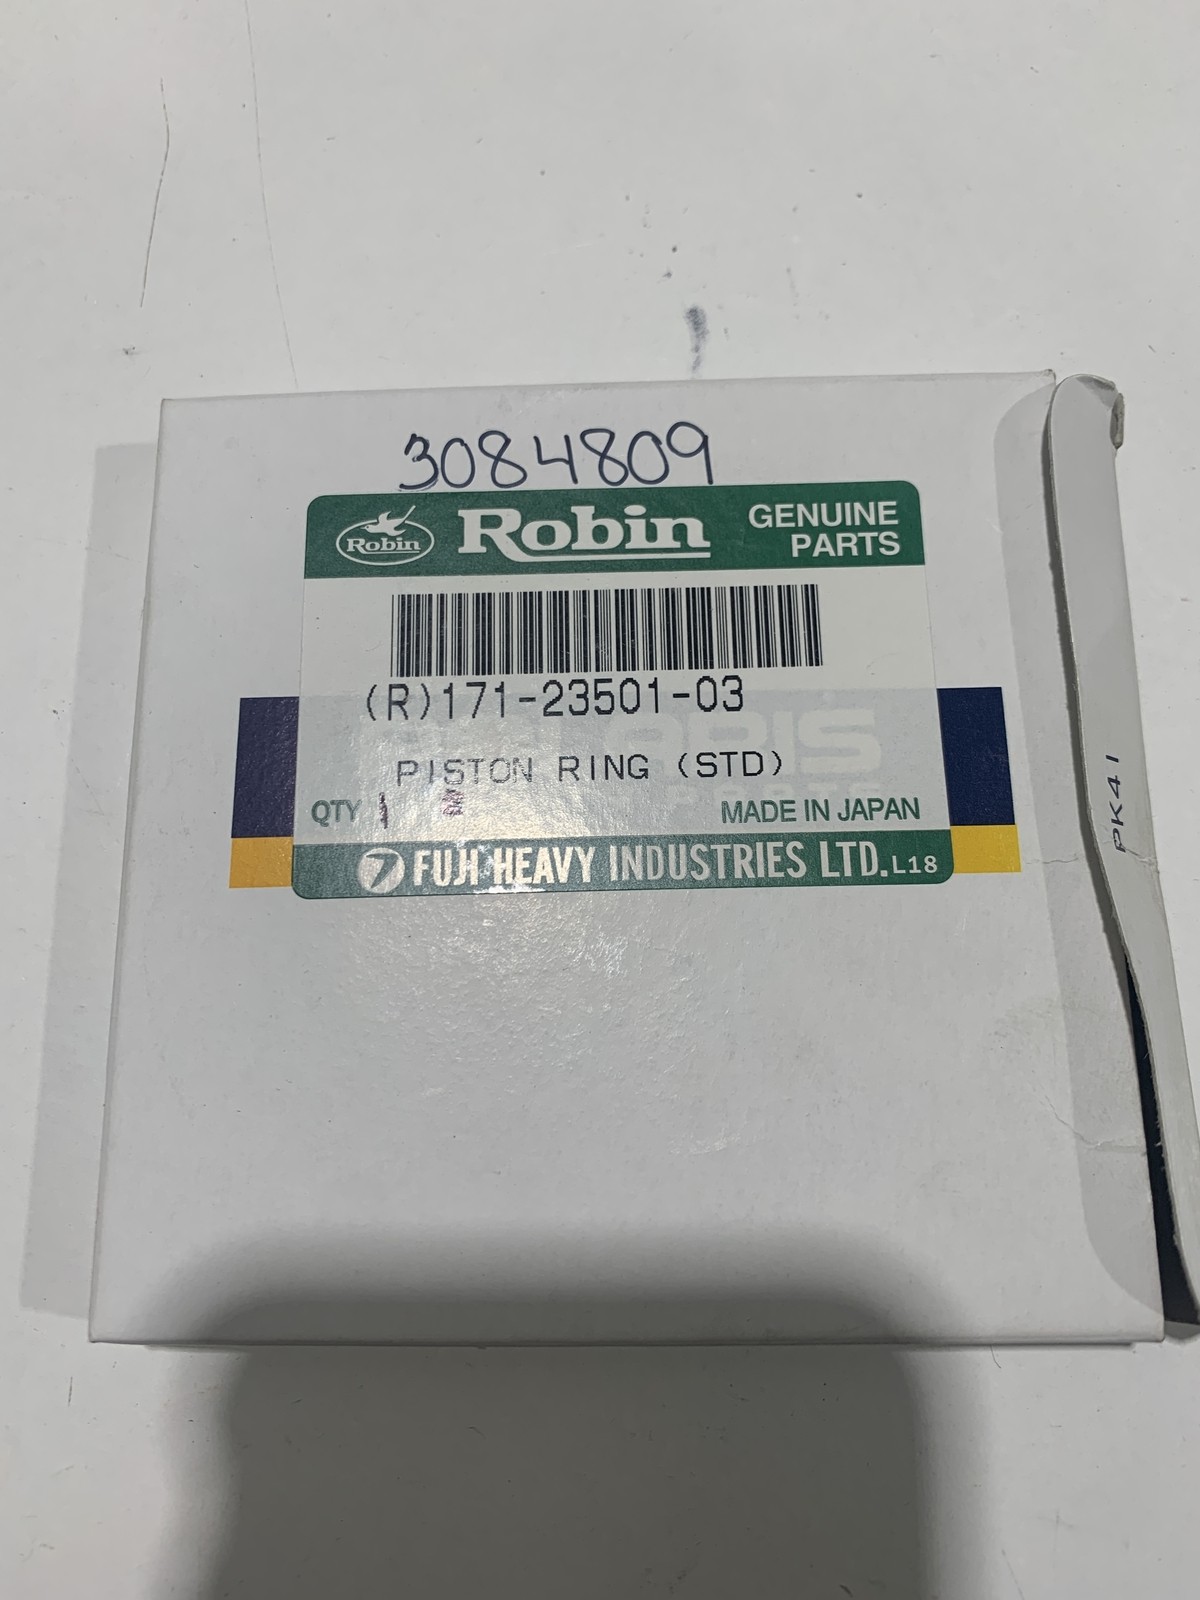 3084809
Robin
Robin
GENUINE
PARTS
(R)171-23501-03
PISTON RING (STD)
QTY 1
MADE IN JAPAN
FUJI HEAVY INDUSTRIES LTD. L18
PK41